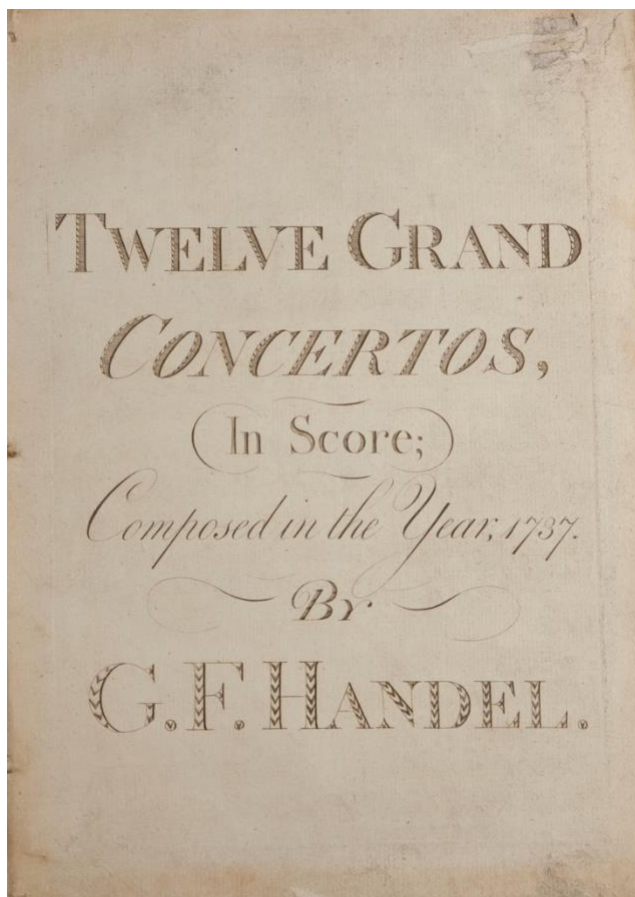 TWELVE GRAND
CONCERTOS,
In Score;
Composed in the Year, 1737.
BY
G. F. HANDEL.